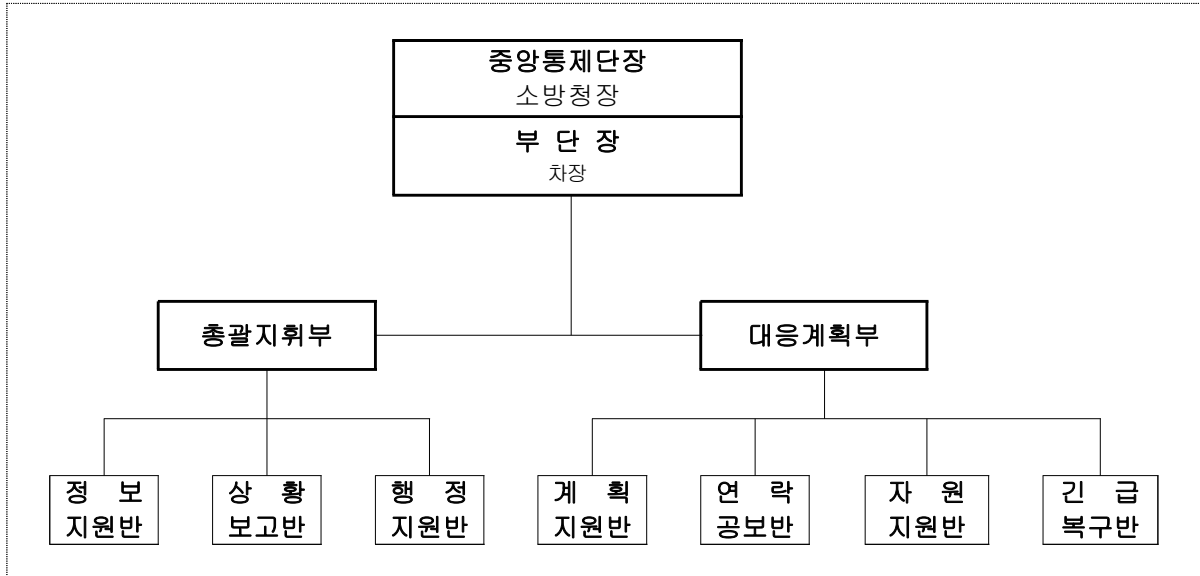 중앙통제단장
소방청장
부 단 장
차장
총괄지휘부
대응계획부
정 보
지원반
상 황
보고반
행 정
지원반
계 획
지원반
연 락
공보반
자 원
지원반
긴 급
복구반